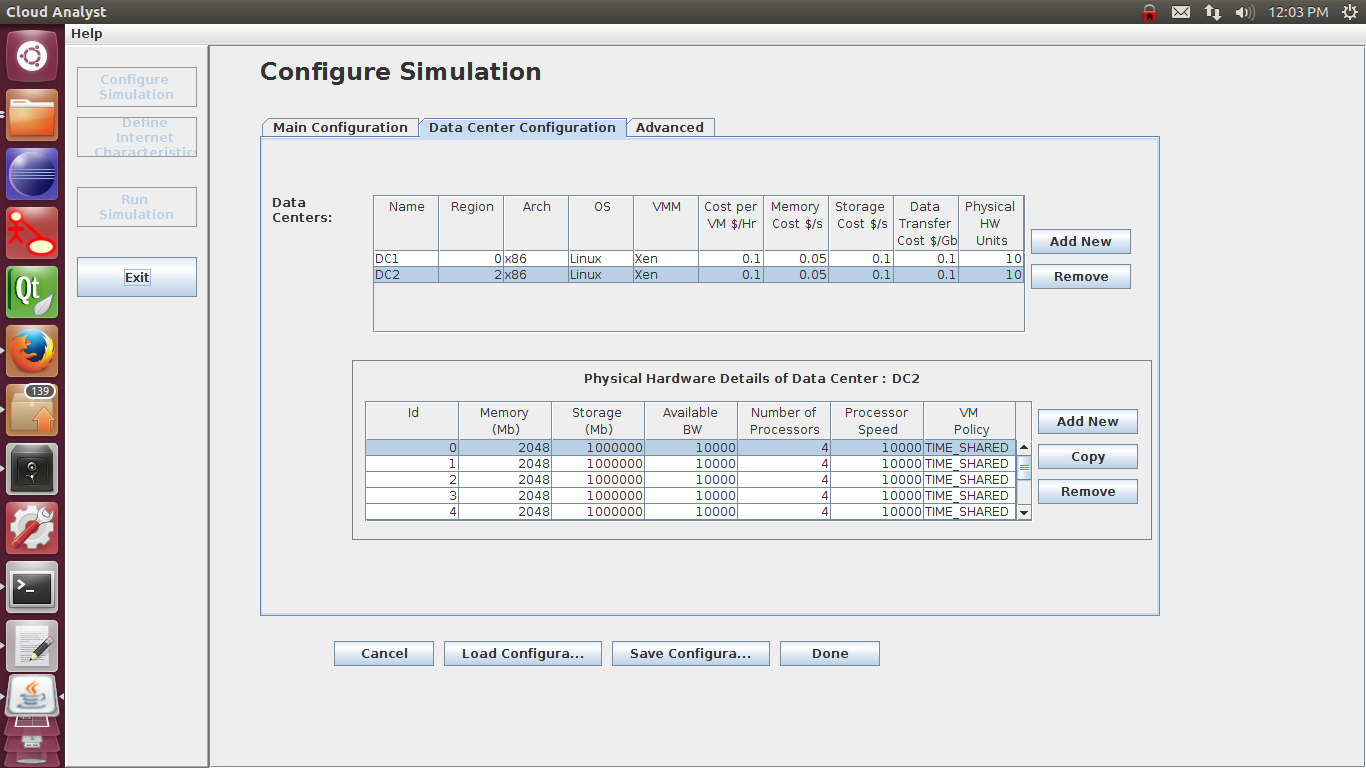 Cloud Analyst
12:03 PM
Help
Configure
Simulation
Define
Internet
Characteristics
Run
Simulation
Exit
Qt
139
>_
Configure Simulation
Main Configuration Data Center Configuration Advanced
Data
Centers:
Name Region Arch OS VMM Cost per Memory Storage Data Physical
VM $/Hr Cost $/s Cost $/s Transfer HW
Cost $/Gb Units
DC1 0 x86 Linux Xen 0.1 0.05 0.1 0.1 10
DC2 2 x86 Linux Xen 0.1 0.05 0.1 0.1 10
Add New
Remove
Physical Hardware Details of Data Center : DC2
Id Memory Storage Available Number of Processor VM
(Mb) (Mb) BW Processors Speed Policy
0 2048 1000000 10000 4 10000 TIME_SHARED
1 2048 1000000 10000 4 10000 TIME_SHARED
2 2048 1000000 10000 4 10000 TIME_SHARED
3 2048 1000000 10000 4 10000 TIME_SHARED
4 2048 1000000 10000 4 10000 TIME_SHARED
Add New
Copy
Remove
Cancel Load Configura... Save Configura... Done